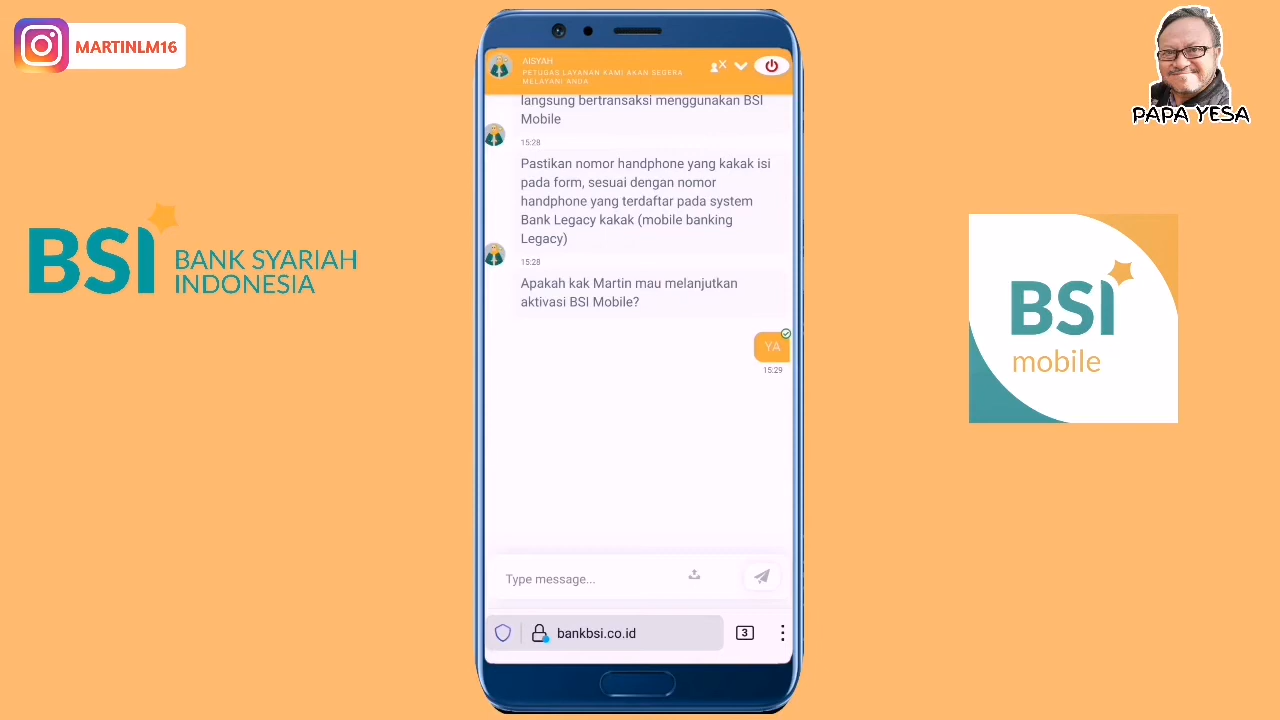 MARTINLM16
PAPA YESA
BSI
BANK SYARIAH
INDONESIA
AISYAH
PETUGAS LAYANAN KAMI AKAN SEGERA
MELAYANI ANDA
langsung bertransaksi menggunakan BSI
Mobile
15:28
Pastikan nomor handphone yang kakak isi
pada form, sesuai dengan nomor
handphone yang terdaftar pada system
Bank Legacy kakak (mobile banking
Legacy)
15:28
Apakah kak Martin mau melanjutkan
aktivasi BSI Mobile?
YA
15:29
Type message...
bankbsi.co.id
3
BSI
mobile